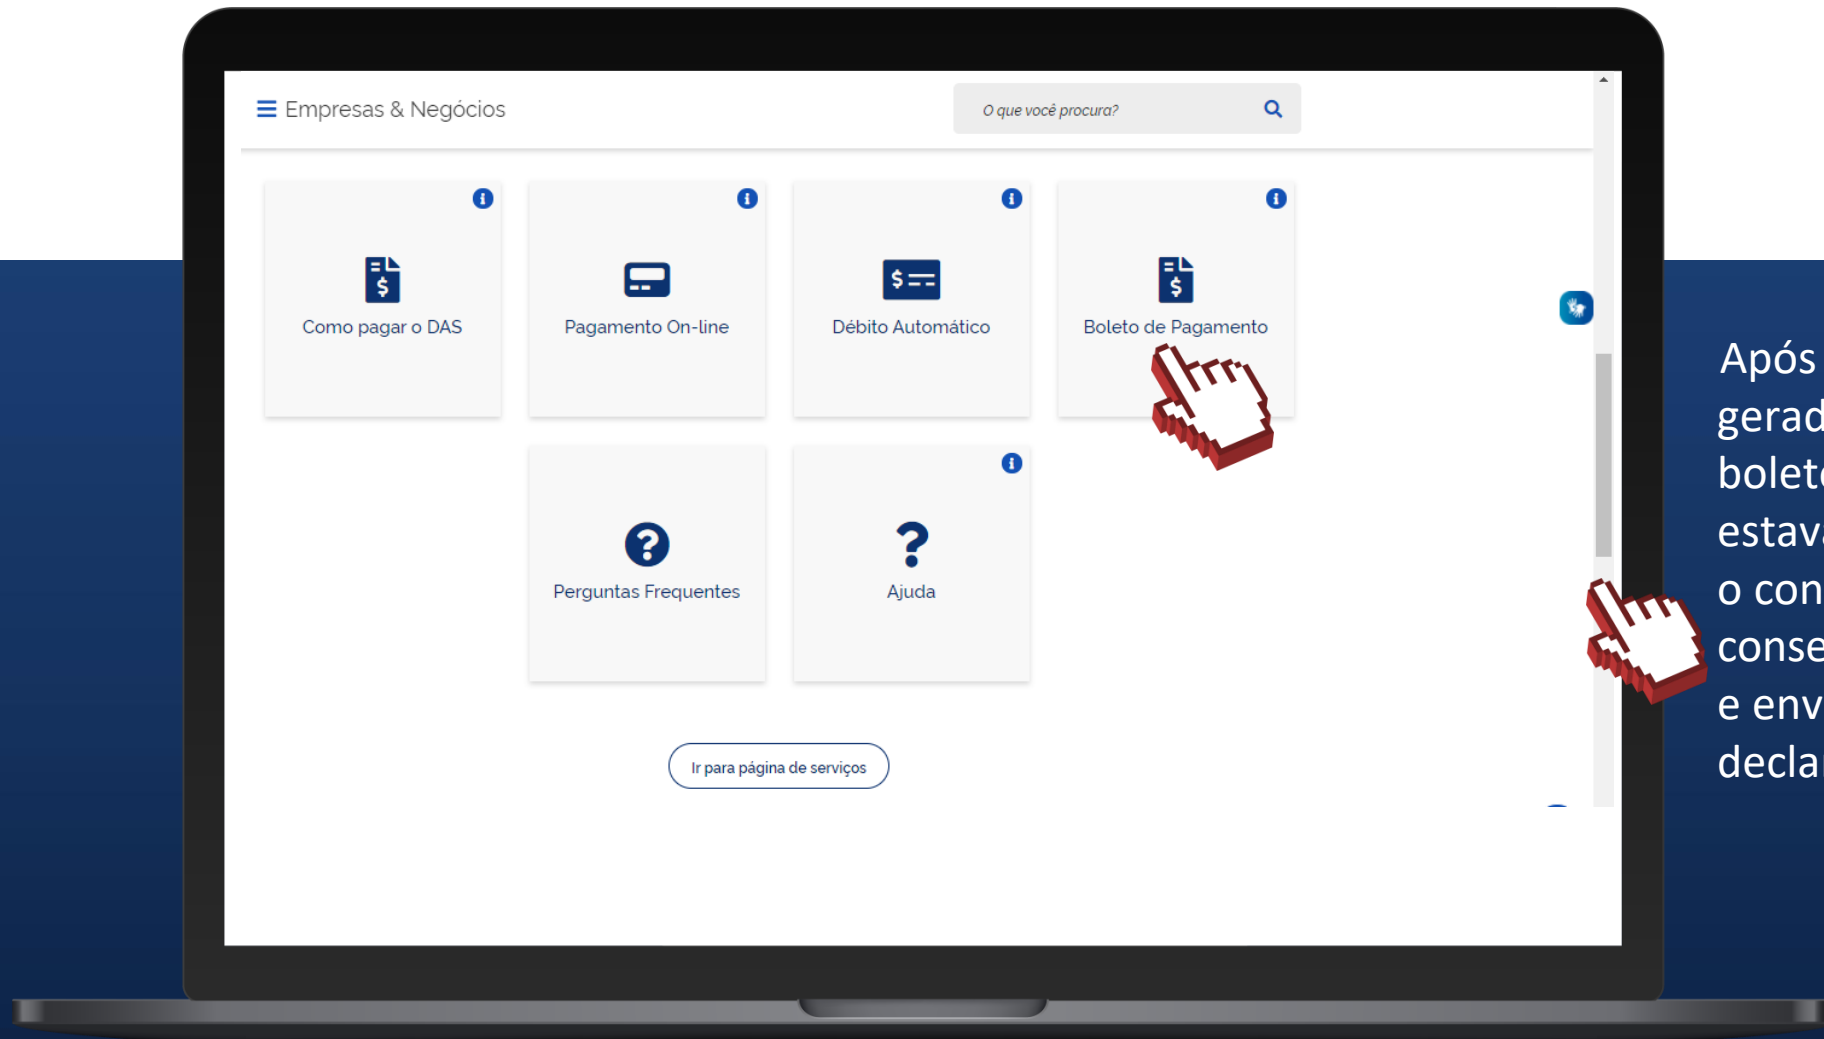 Empresas & Negócios
O que você procura?
Como pagar o DAS
Pagamento On-line
Débito Automático
Boleto de Pagamento
Perguntas Frequentes
Ajuda
Ir para página de serviços
Após
o
e